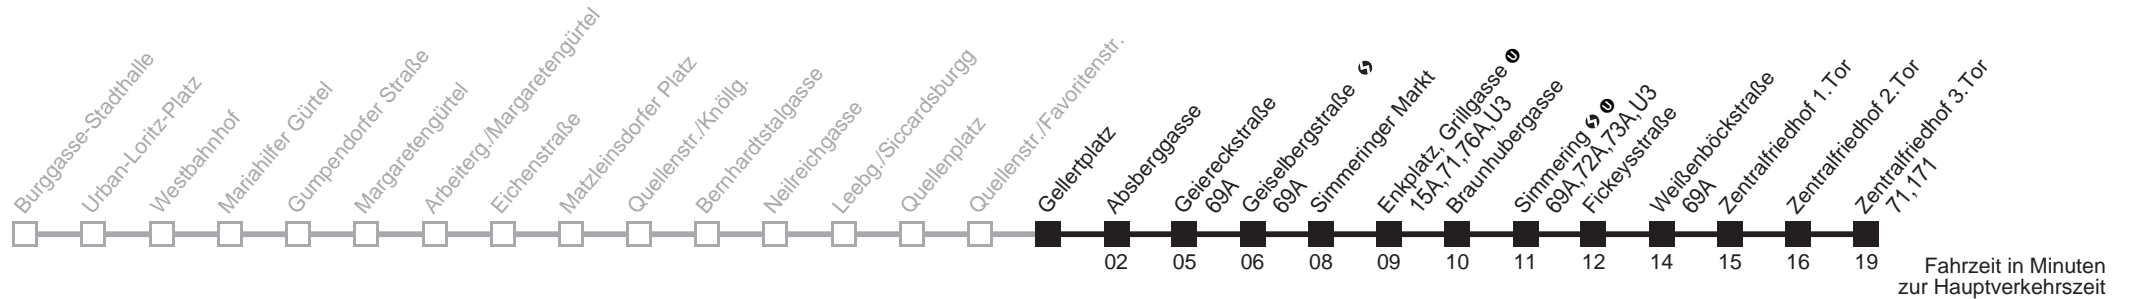 Burggasse-Stadthalle
Urban-Loritz-Platz
Westbahnhof
Mariahilfer Gürtel
Gumpendorfer Straße
Margaretengürtel
Arbeiterg./Margaretengürtel
Eichenstraße
Matzleinsdorfer Platz
Quellenstr./Knöllg.
Bernhardtstalgasse
Neilreichgasse
Leebg./Siccardsburgg
Quellenplatz
Quellenstr./Favoritenstr.
Gellertplatz
Absberggasse
Geiereckstraße
69A
Geiselbergstraße S
69A
Simmeringer Markt
Enkplatz, Grillgasse U
15A,71,76A,U3
Braunhubergasse
Simmering S U
69A,72A,73A,U3
Fickeysstraße
Weißenböckstraße
69A
Zentralfriedhof 1.Tor
Zentralfriedhof 2.Tor
Zentralfriedhof 3.Tor
71,171
02 05 06 08 09 10 11 12 14 15 16 19
Fahrzeit in Minuten
zur Hauptverkehrszeit